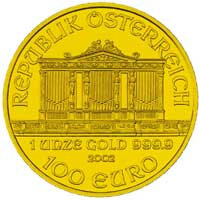 REPUBLIK ÖSTERREICH
1 UNZE GOLD 999.9
2002
100 EURO